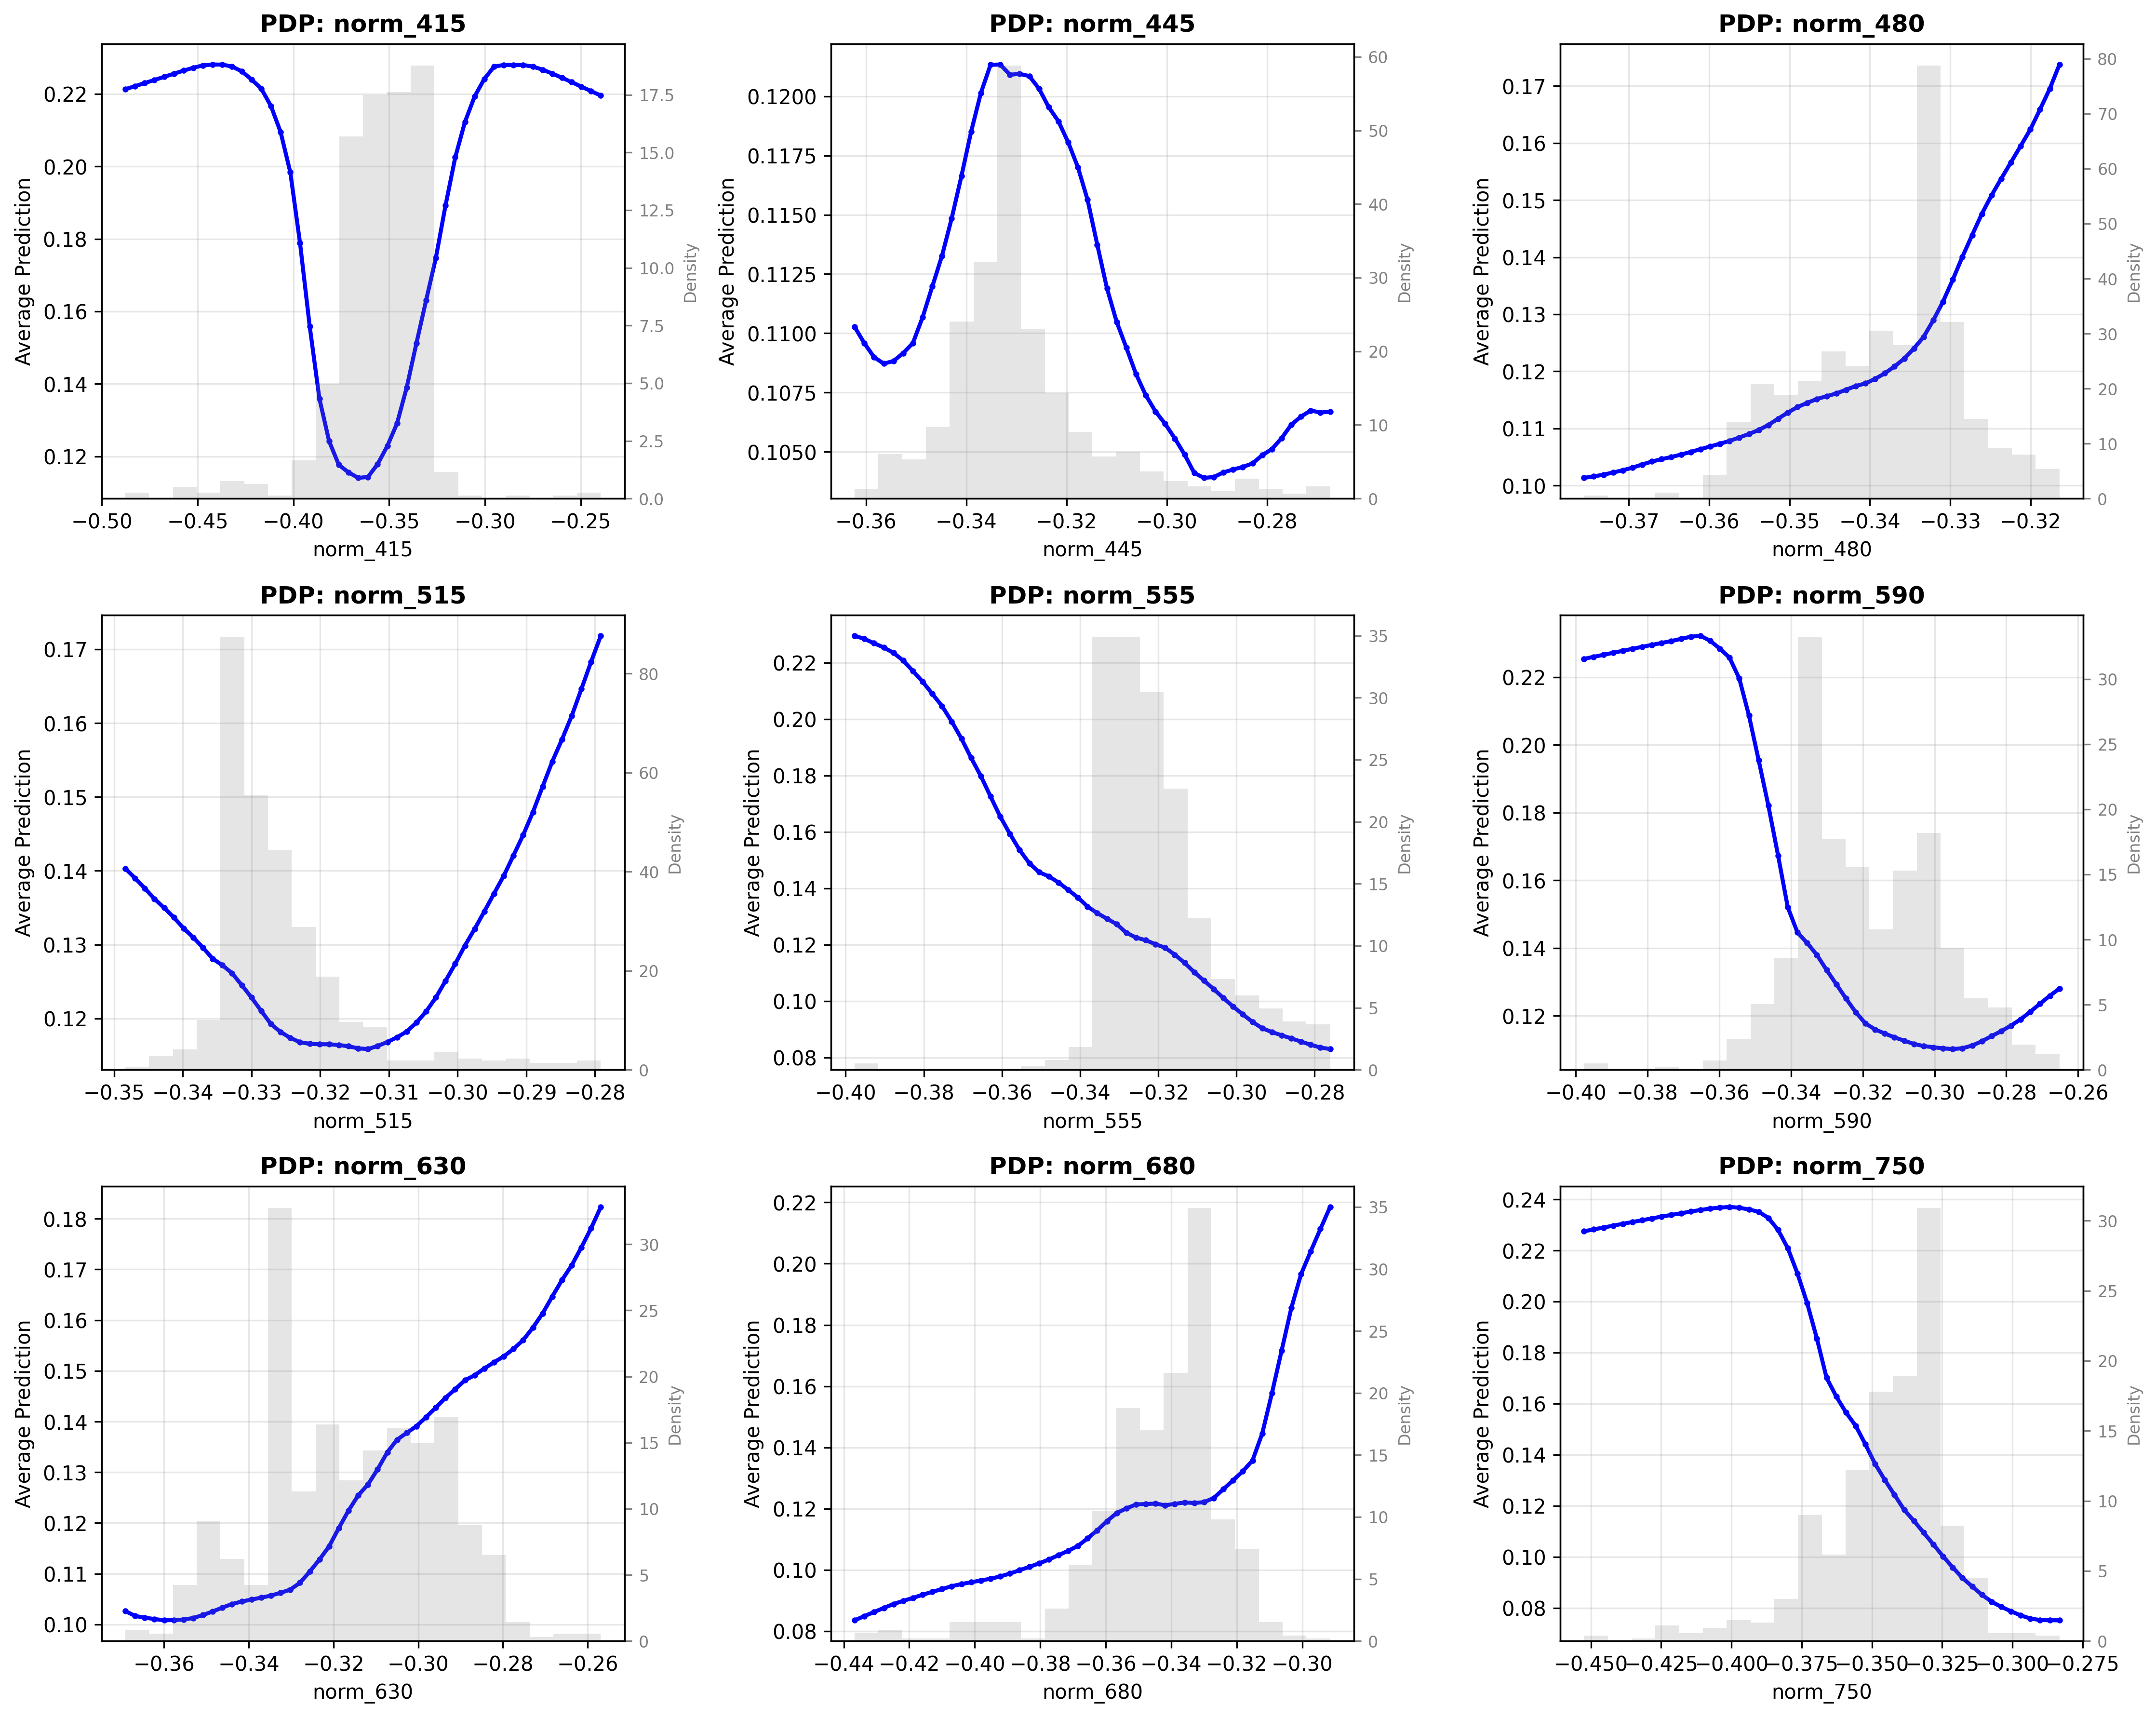 PDP: norm_415
Average Prediction
0.22
0.20
0.18
0.16
0.14
0.12
17.5
15.0
12.5
10.0
7.5
5.0
2.5
0.0
Density
−0.50 −0.45 −0.40 −0.35 −0.30 −0.25
norm_415
PDP: norm_445
Average Prediction
0.1200
0.1175
0.1150
0.1125
0.1100
0.1075
0.1050
60
50
40
30
20
10
0
Density
−0.36 −0.34 −0.32 −0.30 −0.28
norm_445
PDP: norm_480
Average Prediction
0.17
0.16
0.15
0.14
0.13
0.12
0.11
0.10
80
70
60
50
40
30
20
10
0
Density
−0.37 −0.36 −0.35 −0.34 −0.33 −0.32
norm_480
PDP: norm_515
Average Prediction
0.17
0.16
0.15
0.14
0.13
0.12
80
60
40
20
0
Density
−0.35 −0.34 −0.33 −0.32 −0.31 −0.30 −0.29 −0.28
norm_515
PDP: norm_555
Average Prediction
0.22
0.20
0.18
0.16
0.14
0.12
0.10
0.08
35
30
25
20
15
10
5
0
Density
−0.40 −0.38 −0.36 −0.34 −0.32 −0.30 −0.28
norm_555
PDP: norm_590
Average Prediction
0.22
0.20
0.18
0.16
0.14
0.12
30
25
20
15
10
5
0
Density
−0.40 −0.38 −0.36 −0.34 −0.32 −0.30 −0.28 −0.26
norm_590
PDP: norm_630
Average Prediction
0.18
0.17
0.16
0.15
0.14
0.13
0.12
0.11
0.10
30
25
20
15
10
5
0
Density
−0.36 −0.34 −0.32 −0.30 −0.28 −0.26
norm_630
PDP: norm_680
Average Prediction
0.22
0.20
0.18
0.16
0.14
0.12
0.10
0.08
35
30
25
20
15
10
5
0
Density
−0.44 −0.42 −0.40 −0.38 −0.36 −0.34 −0.32 −0.30
norm_680
PDP: norm_750
Average Prediction
0.24
0.22
0.20
0.18
0.16
0.14
0.12
0.10
0.08
30
25
20
15
10
5
0
Density
−0.450 −0.425 −0.400 −0.375 −0.350 −0.325 −0.300 −0.275
norm_750